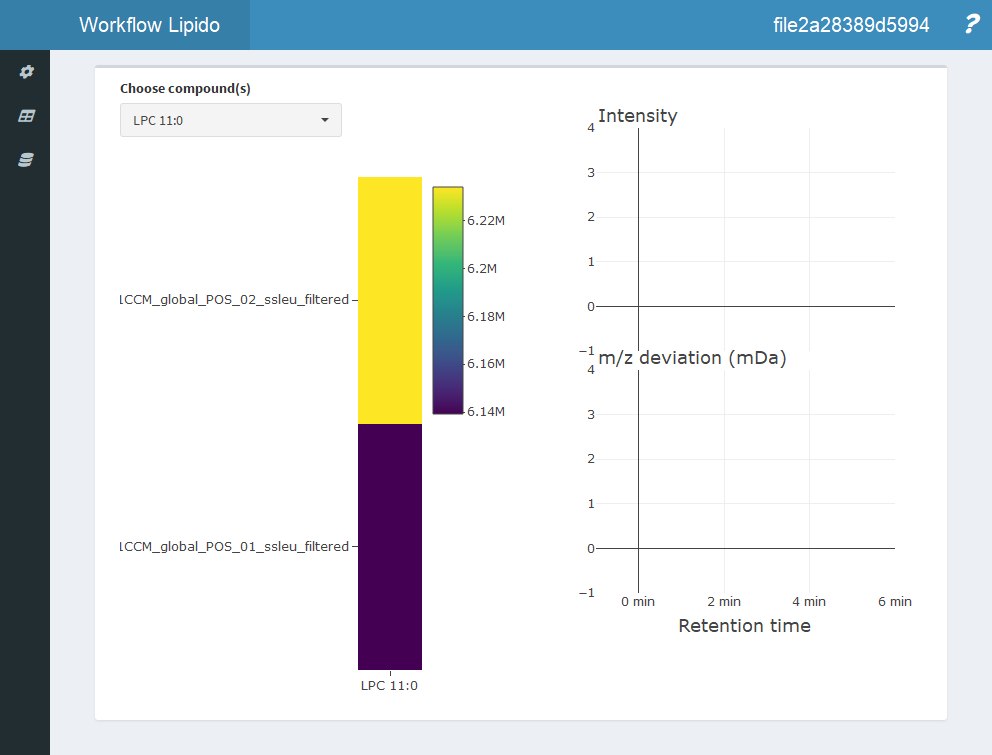 Workflow Lipido
file2a28389d5994
?
Choose compound(s)
LPC 11:0
1CCM_global_POS_02_ssleu_filtered
1CCM_global_POS_01_ssleu_filtered
LPC 11:0
6.22M
6.2M
6.18M
6.16M
6.14M
Intensity
4
3
2
1
0
−1
m/z deviation (mDa)
4
3
2
1
0
−1
0 min
2 min
4 min
6 min
Retention time